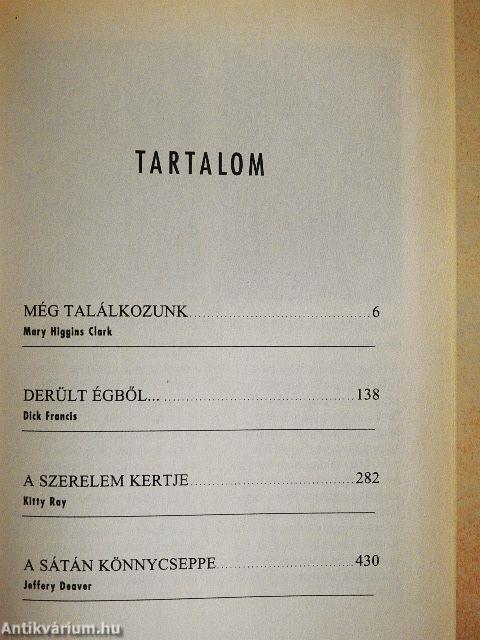 TARTALOM
MÉG TALÁLKOZUNK 6
Mary Higgins Clark
DERÜLT ÉGBŐL... 138
Dick Francis
A SZERELEM KERTJE 282
Kitty Ray
A SÁTÁN KÖNNYCSEPPE 430
Jeffery Deaver
Antikvárium.hu